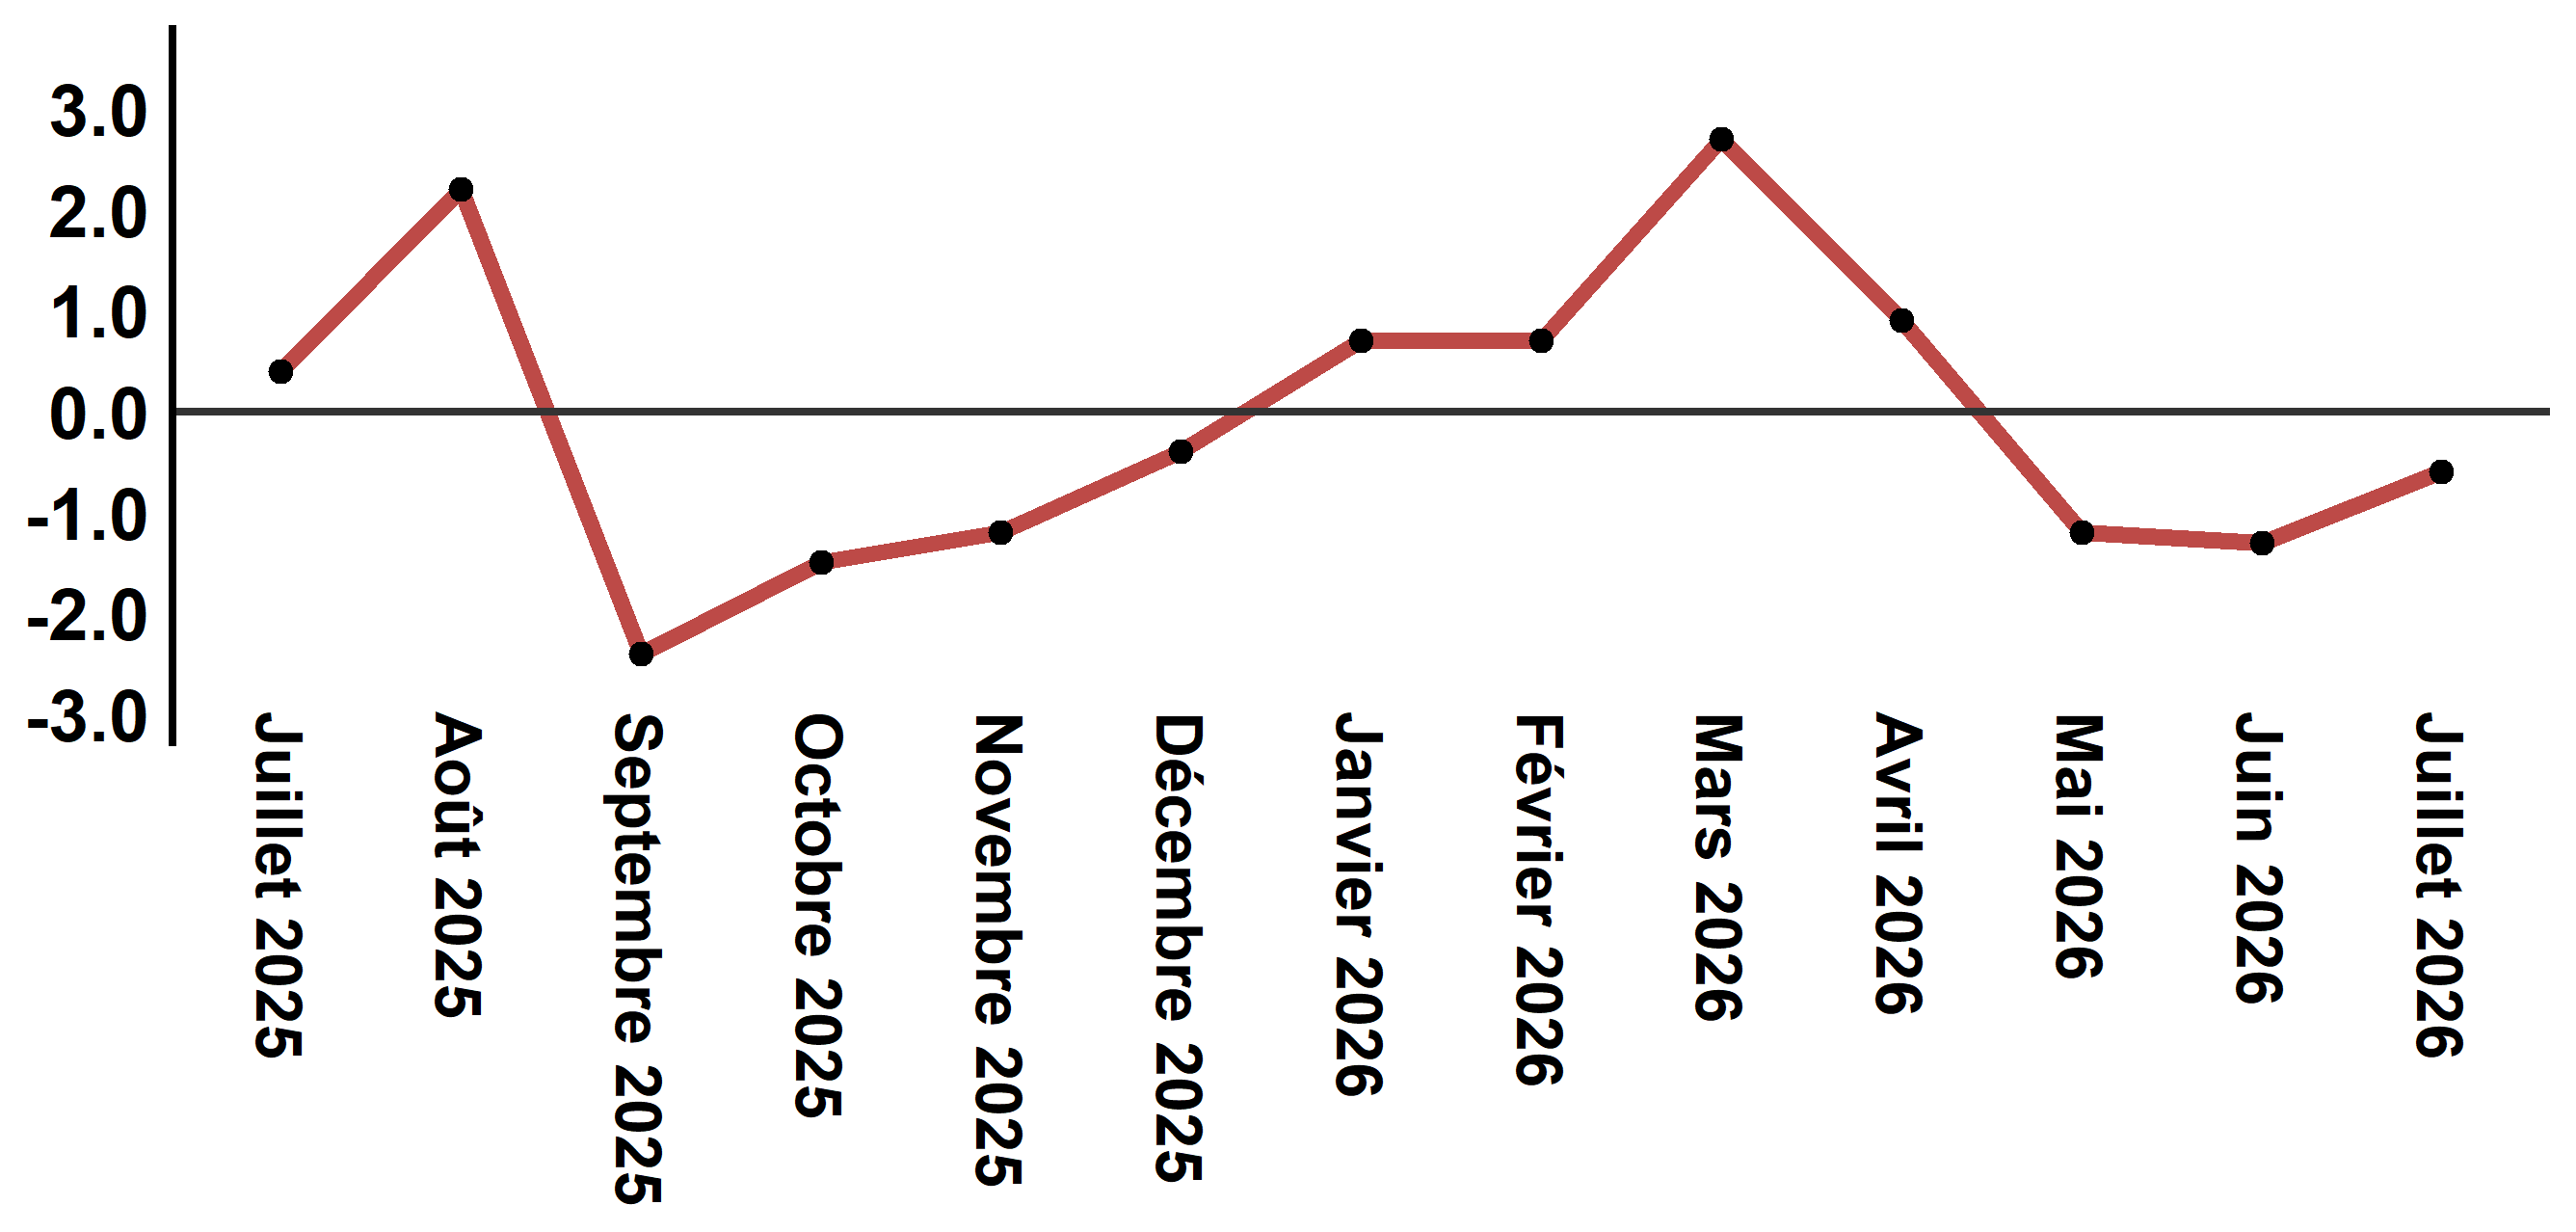 3.0
2.0
1.0
0.0
-1.0
-2.0
-3.0
Juillet 2025
Août 2025
Septembre 2025
Octobre 2025
Novembre 2025
Décembre 2025
Janvier 2026
Février 2026
Mars 2026
Avril 2026
Mai 2026
Juin 2026
Juillet 2026